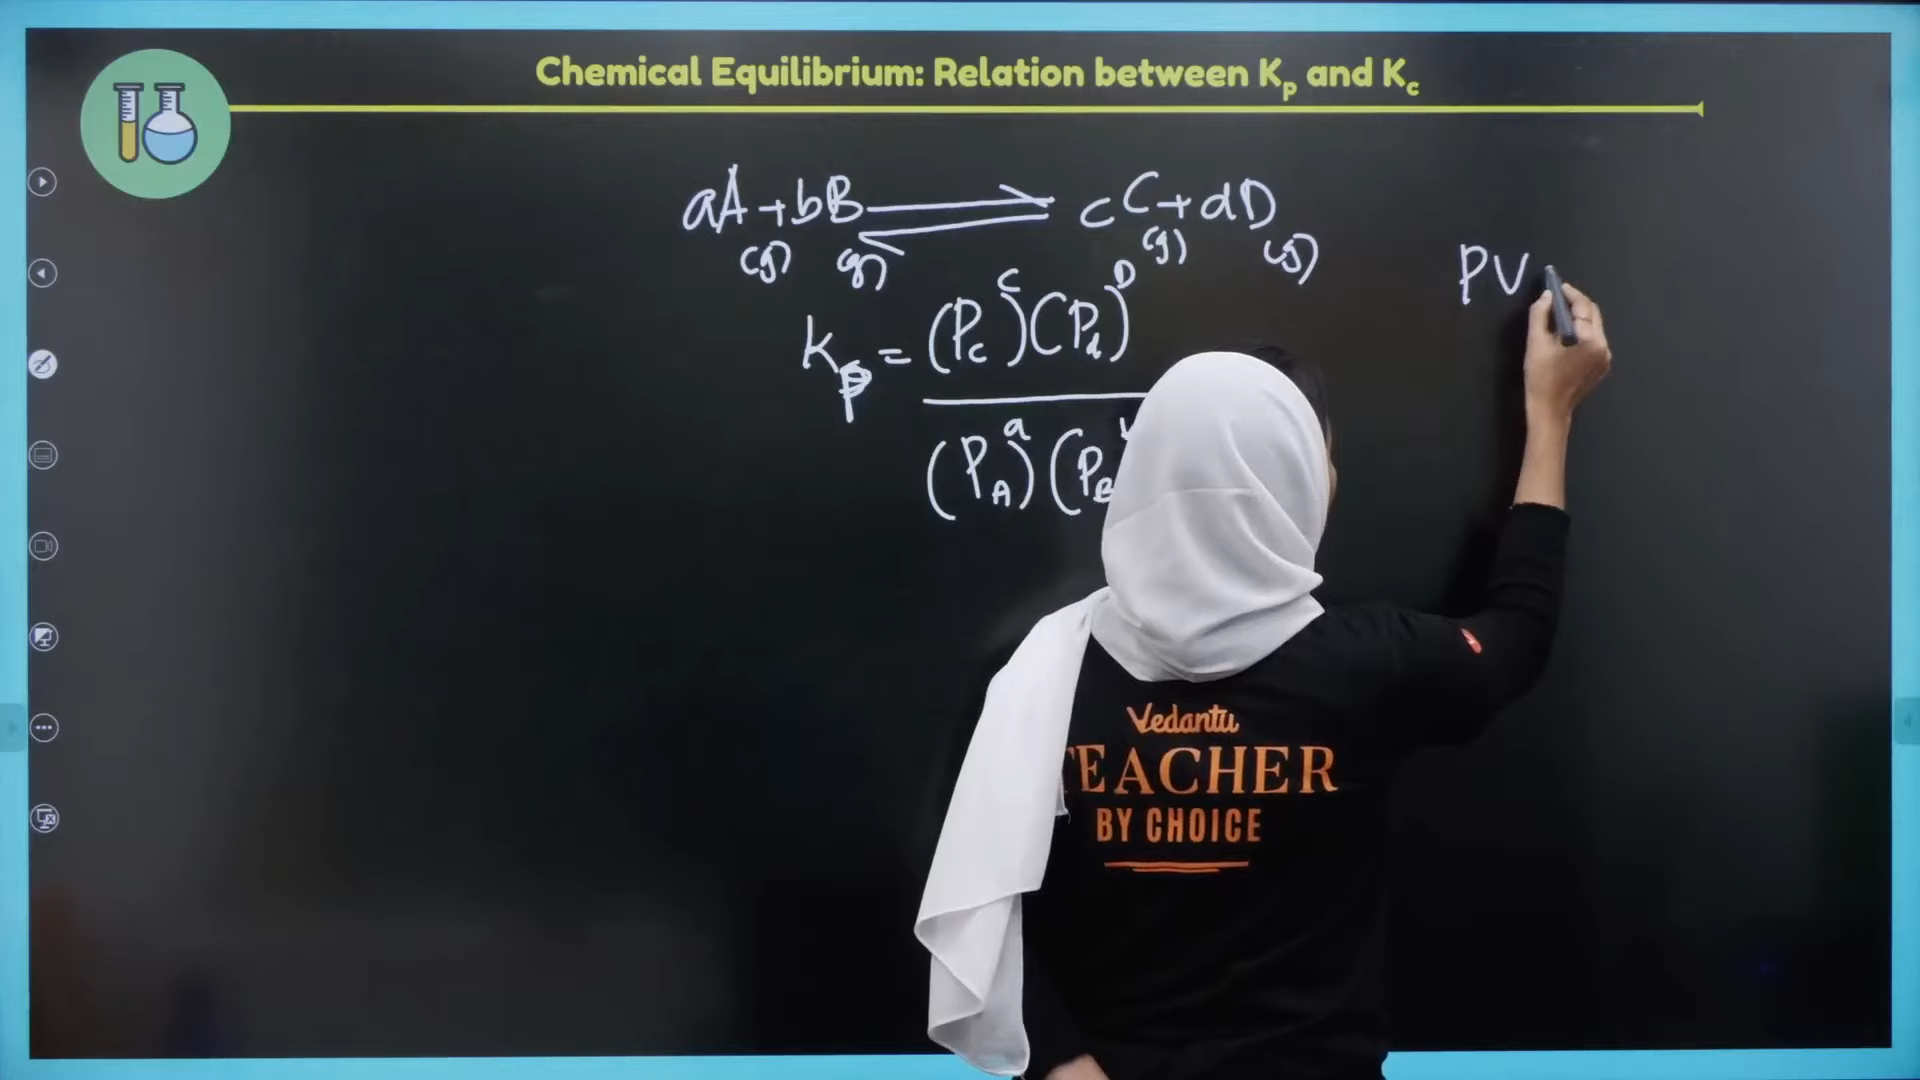 Chemical Equilibrium: Relation between Kp and Kc
aA + bB ⇌ cC + dD
(g) (g) (g) (g)
PV
Kp = (Pc)^C (Pd)^D
(PA)^a (PB
Vedantu
TEACHER
BY CHOICE